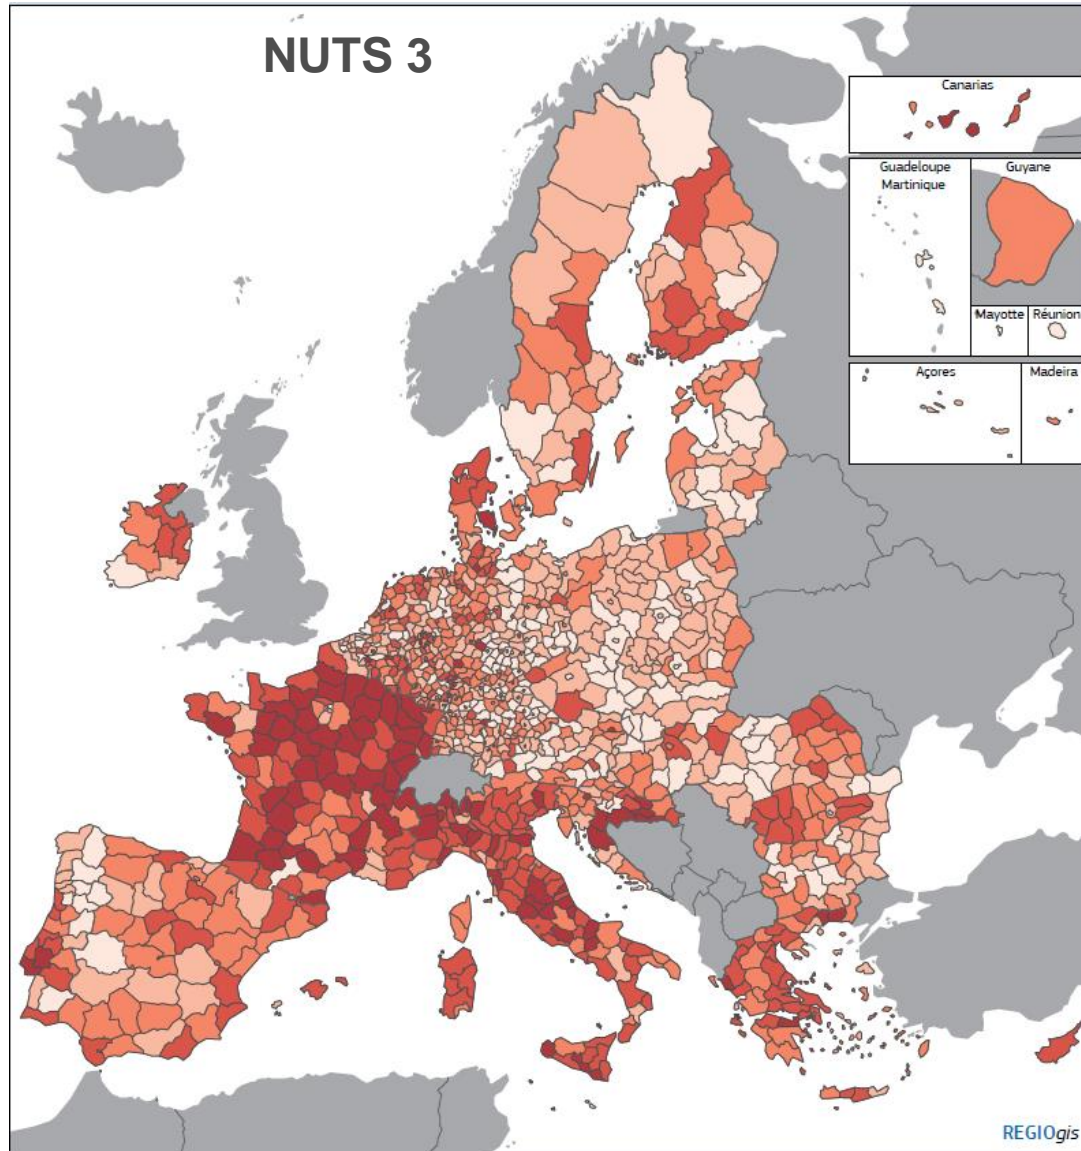 NUTS 3
Canarias
Guadeloupe
Martinique
Guyane
Mayotte
Réunion
Açores
Madeira
REGIOgis